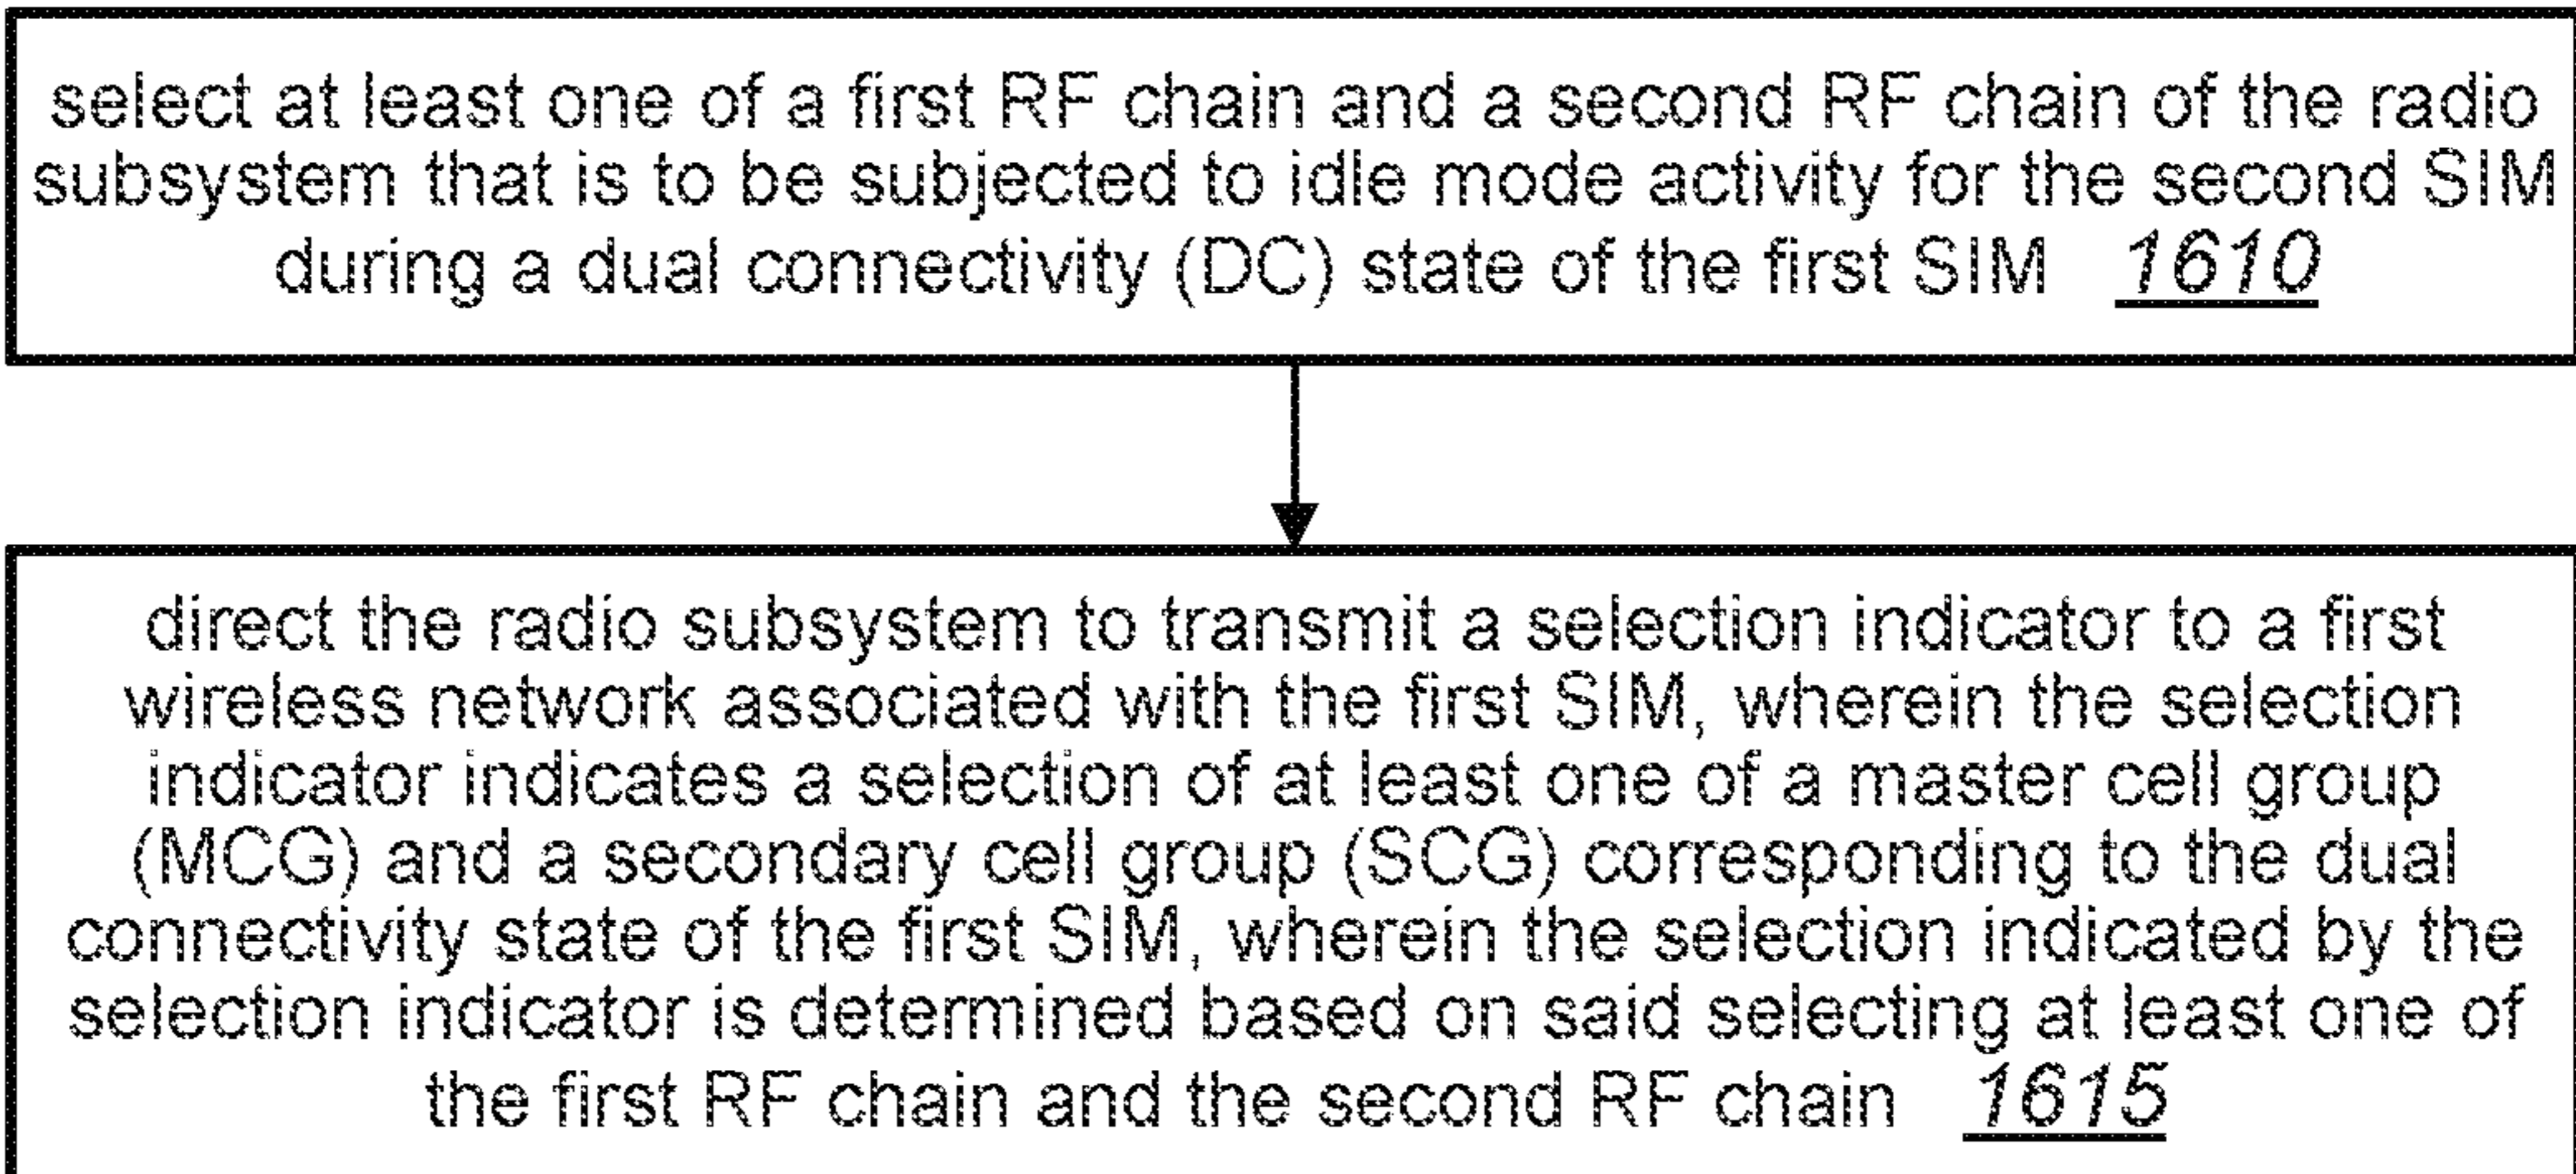 select at least one of a first RF chain and a second RF chain of the radio
subsystem that is to be subjected to idle mode activity for the second SIM
during a dual connectivity (DC) state of the first SIM 1610
direct the radio subsystem to transmit a selection indicator to a first
wireless network associated with the first SIM, wherein the selection
indicator indicates a selection of at least one of a master cell group
(MCG) and a secondary cell group (SCG) corresponding to the dual
connectivity state of the first SIM, wherein the selection indicated by the
selection indicator is determined based on said selecting at least one of
the first RF chain and the second RF chain 1615